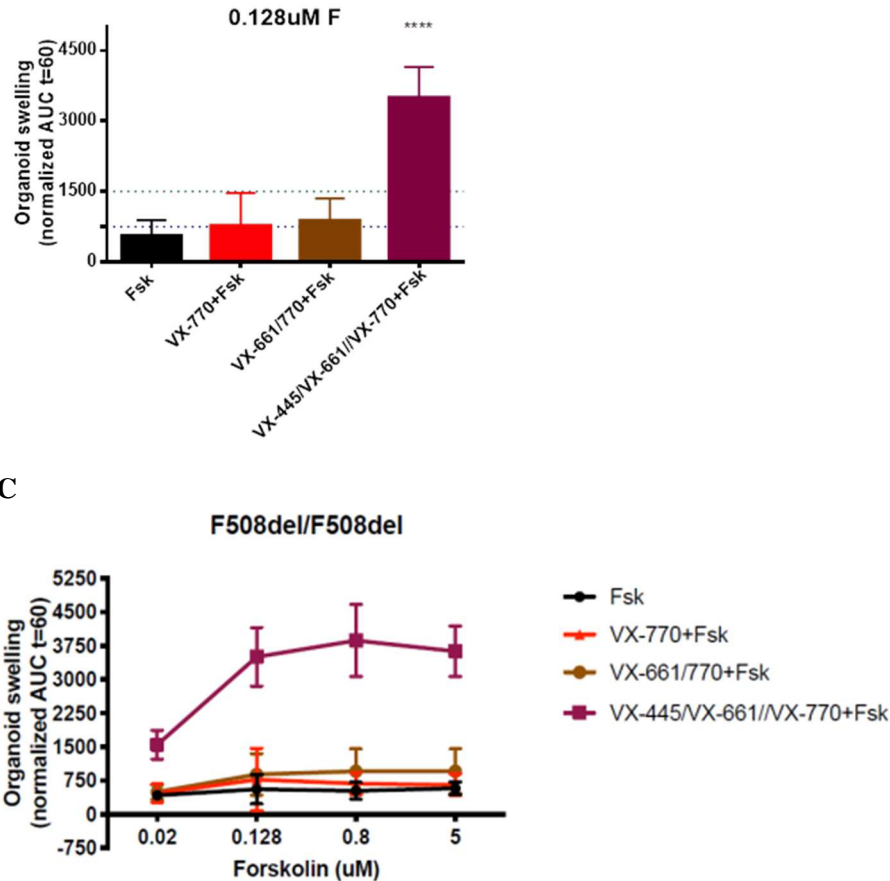 0.128uM F
****
Organoid swelling
(normalized AUC t=60)
4500
3000
1500
0
Fsk
VX-770+Fsk
VX-661/770+Fsk
VX-445/VX-661//VX-770+Fsk
C
F508del/F508del
Organoid swelling
(normalized AUC t=60)
5250
4500
3750
3000
2250
1500
750
0
-750
0.02 0.128 0.8 5
Forskolin (uM)
Fsk
VX-770+Fsk
VX-661/770+Fsk
VX-445/VX-661//VX-770+Fsk